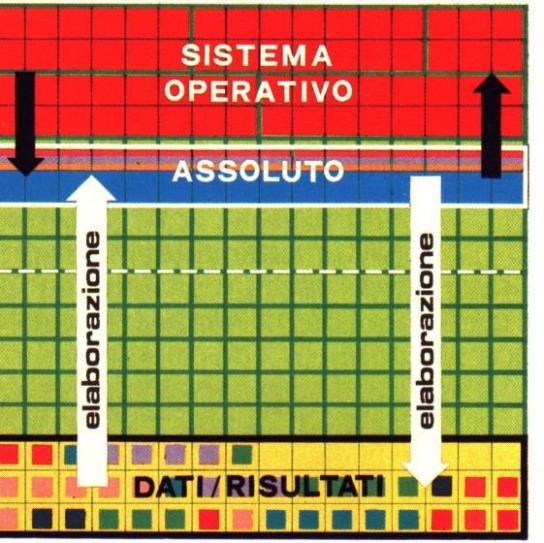 SISTEMA
OPERATIVO
ASSOLUTO
elaborazione
elaborazione
DATI/RISULTATI